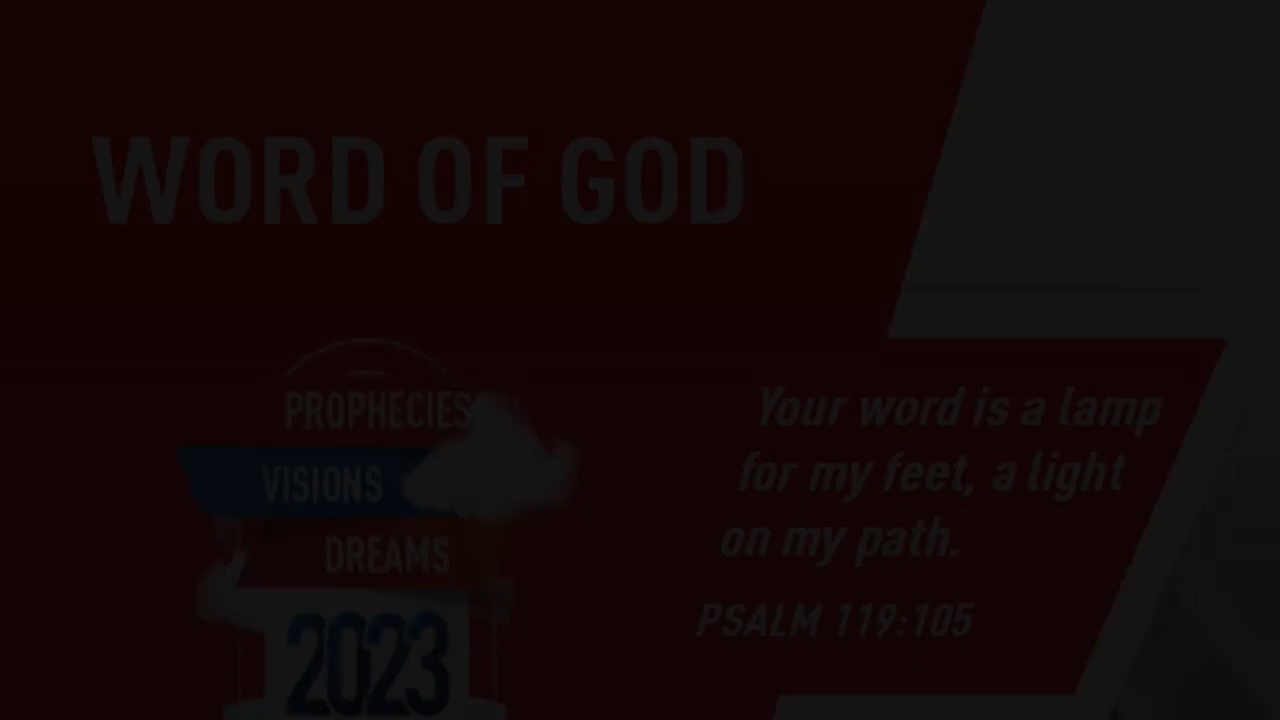 WORD OF GOD
PROPHECIES
VISIONS
DREAMS
2023
Your word is a lamp
for my feet, a light
on my path.
PSALM 119:105